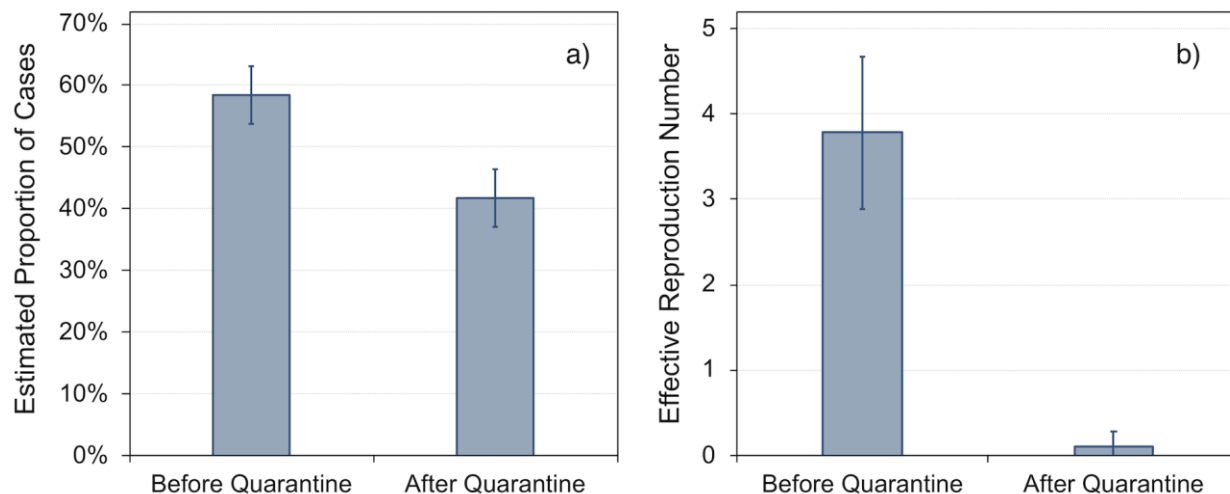 Estimated Proportion of Cases
70%
60%
50%
40%
30%
20%
10%
0%
a)
Before Quarantine
After Quarantine
Effective Reproduction Number
5
4
3
2
1
0
b)
Before Quarantine
After Quarantine